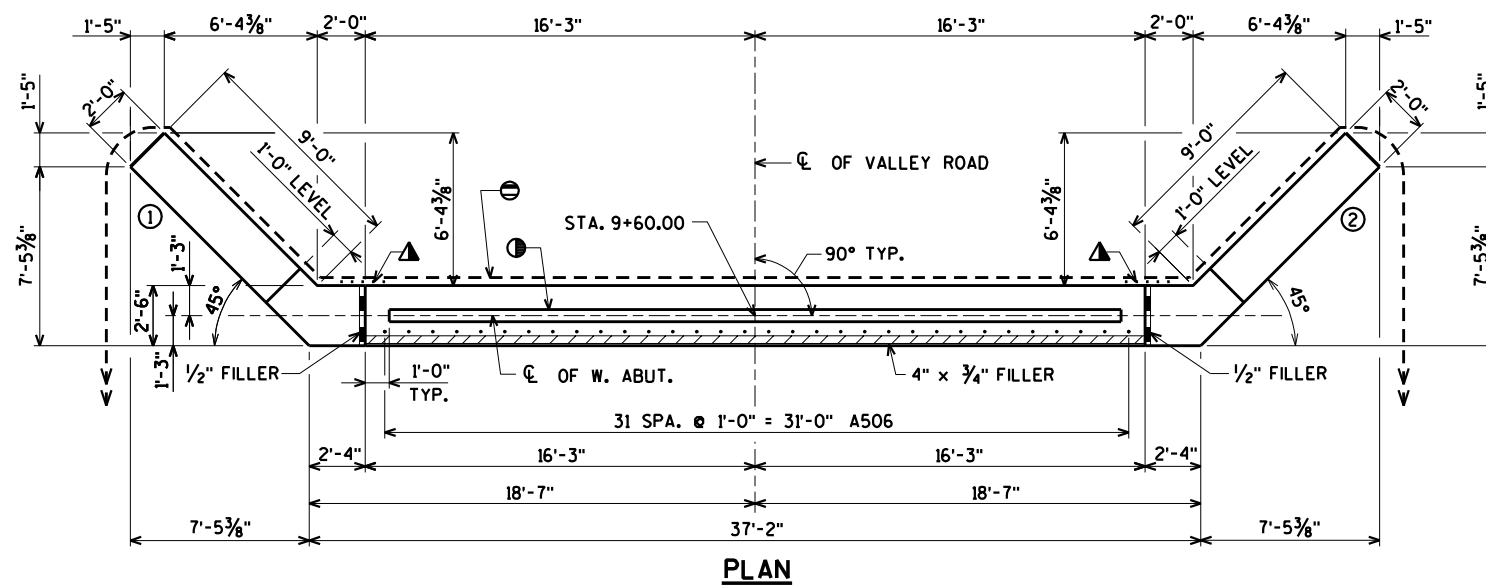 1'-5" 6'-4⅜" 2'-0" 16'-3" 16'-3" 2'-0" 6'-4⅜" 1'-5"
1'-5"
2'-0"
9'-0"
1'-0" LEVEL
6'-4⅜"
℄ OF VALLEY ROAD
6'-4⅜"
9'-0"
1'-0" LEVEL
2'-0"
1'-5"
1
STA. 9+60.00
2
7'-5⅜"
1'-3"
90° TYP.
7'-5⅜"
2'-6"
45°
45°
1'-3"
½" FILLER
1'-0"
TYP.
℄ OF W. ABUT.
4" x ¾" FILLER
½" FILLER
31 SPA. @ 1'-0" = 31'-0" A506
2'-4" 16'-3" 16'-3" 2'-4"
18'-7" 18'-7"
7'-5⅜" 37'-2" 7'-5⅜"
PLAN